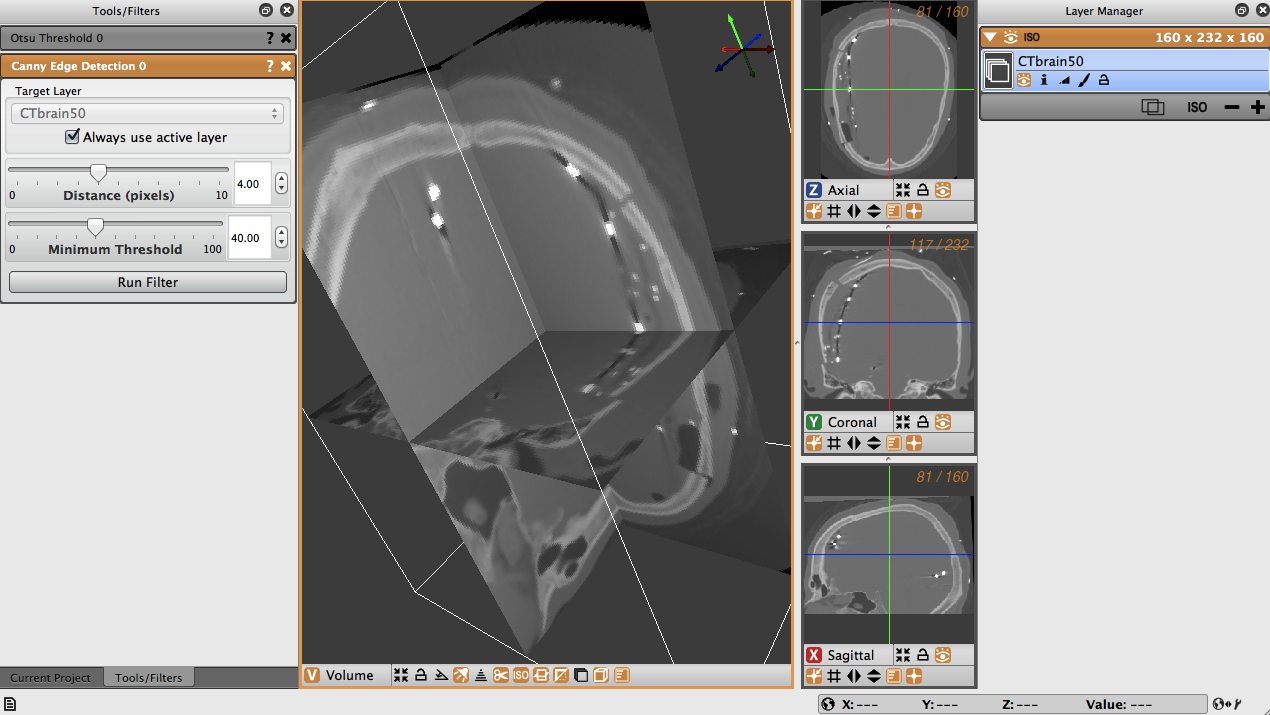 Tools/Filters
Otsu Threshold 0 ?
Canny Edge Detection 0 ?
Target Layer
CTbrain50
Always use active layer
4.00
0 Distance (pixels) 10
40.00
0 Minimum Threshold 100
Run Filter
Current Project Tools/Filters
V Volume ISO
81 / 160
Z Axial
117 / 232
Y Coronal
81 / 160
X Sagittal
Layer Manager
ISO 160 x 232 x 160
CTbrain50
ISO
X: --- Y: --- Z: --- Value: ---